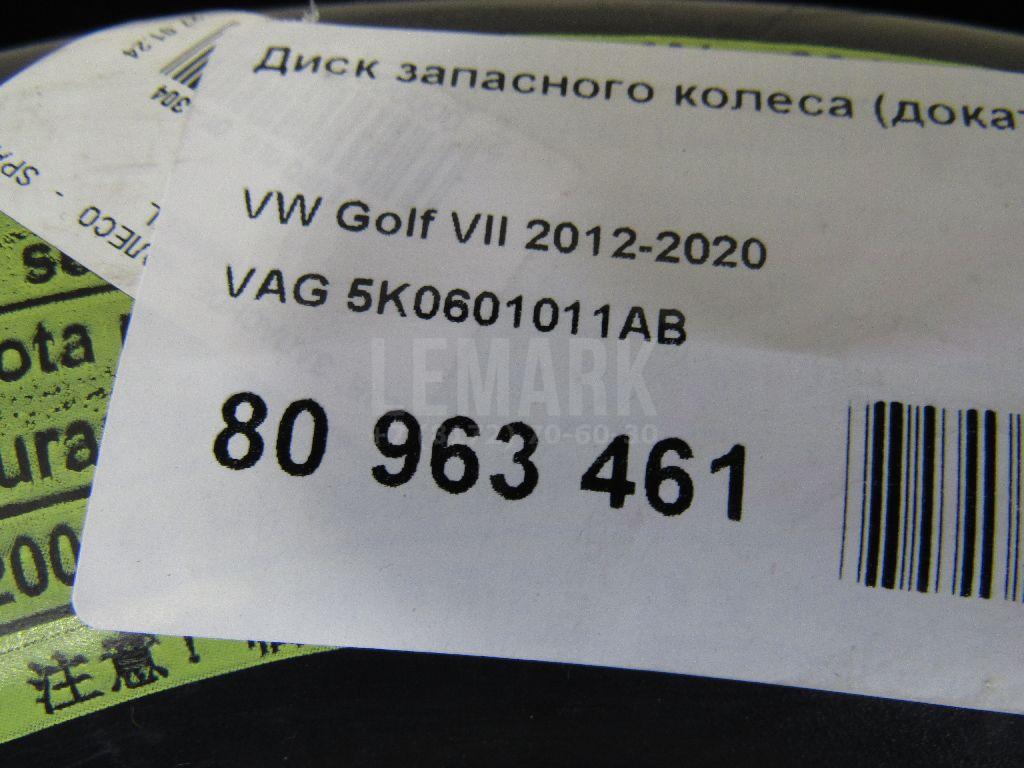 Диск запасного колеса (докат
VW Golf VII 2012-2020
VAG 5K0601011AB
LEMARK
80 963 461
304
ota
ura
200
注意!